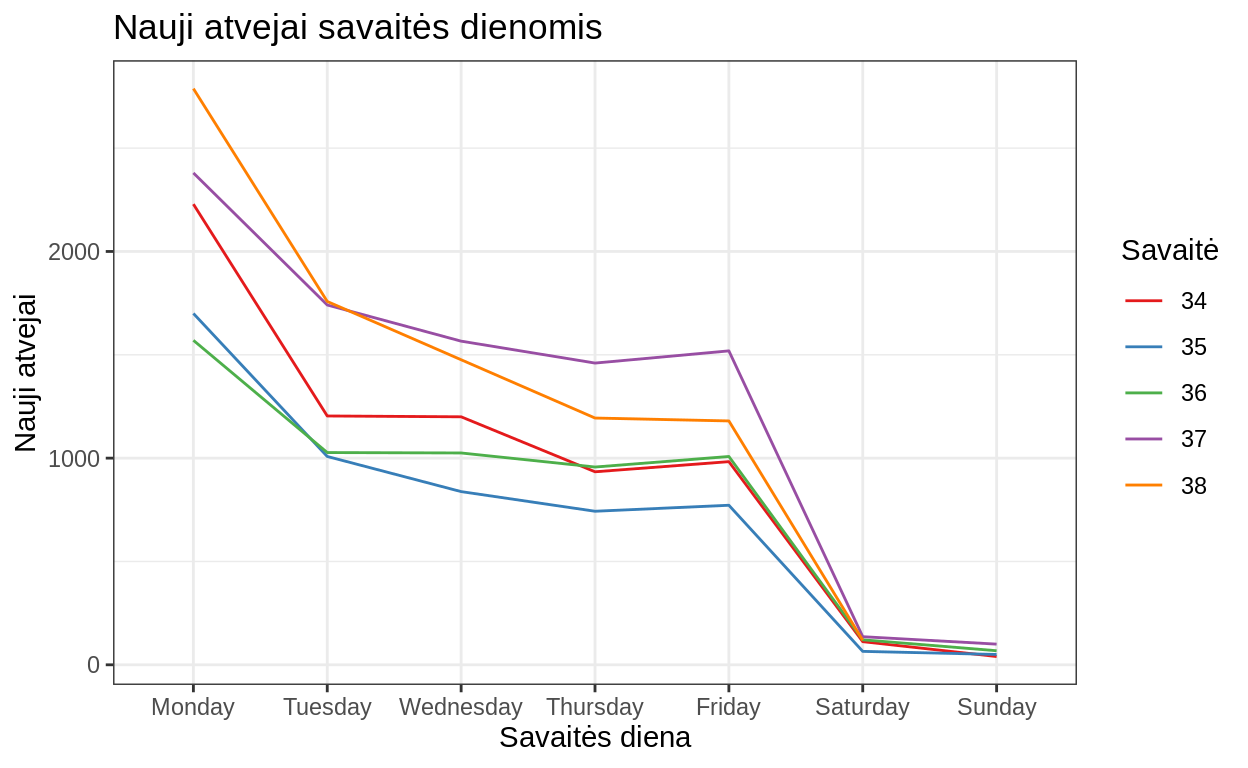 Nauji atvejai savaitės dienomis
Nauji atvejai
2000
1000
0
Monday Tuesday Wednesday Thursday Friday Saturday Sunday
Savaitės diena
Savaitė
34
35
36
37
38